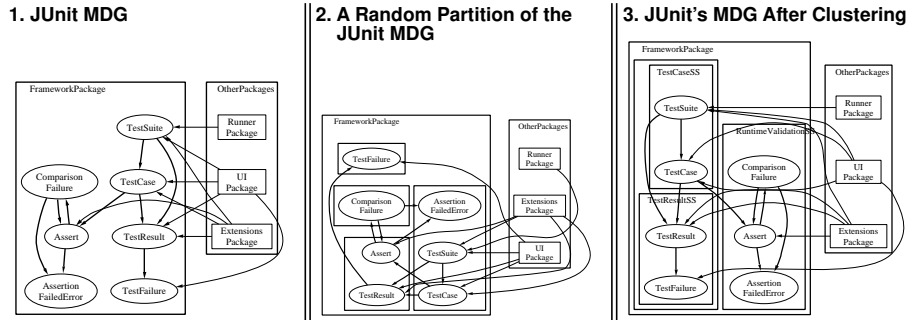 1. JUnit MDG
FrameworkPackage
OtherPackages
TestSuite
Runner
Package
Comparison
Failure
TestCase
UI
Package
Assert
TestResult
Extensions
Package
Assertion
FailedError
TestFailure
2. A Random Partition of the
JUnit MDG
FrameworkPackage
OtherPackages
TestFailure
Runner
Package
Comparison
Failure
Assertion
FailedError
Extensions
Package
Assert
TestSuite
UI
Package
TestResult
TestCase
3. JUnit's MDG After Clustering
FrameworkPackage
TestCaseSS
OtherPackages
TestSuite
Runner
Package
RuntimeValidationSS
TestCase
Comparison
Failure
UI
Package
TestResultSS
TestResult
Assert
Extensions
Package
TestFailure
Assertion
FailedError